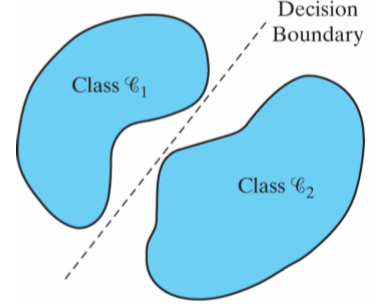 Decision
Boundary
Class 𝒞₁
Class 𝒞₂